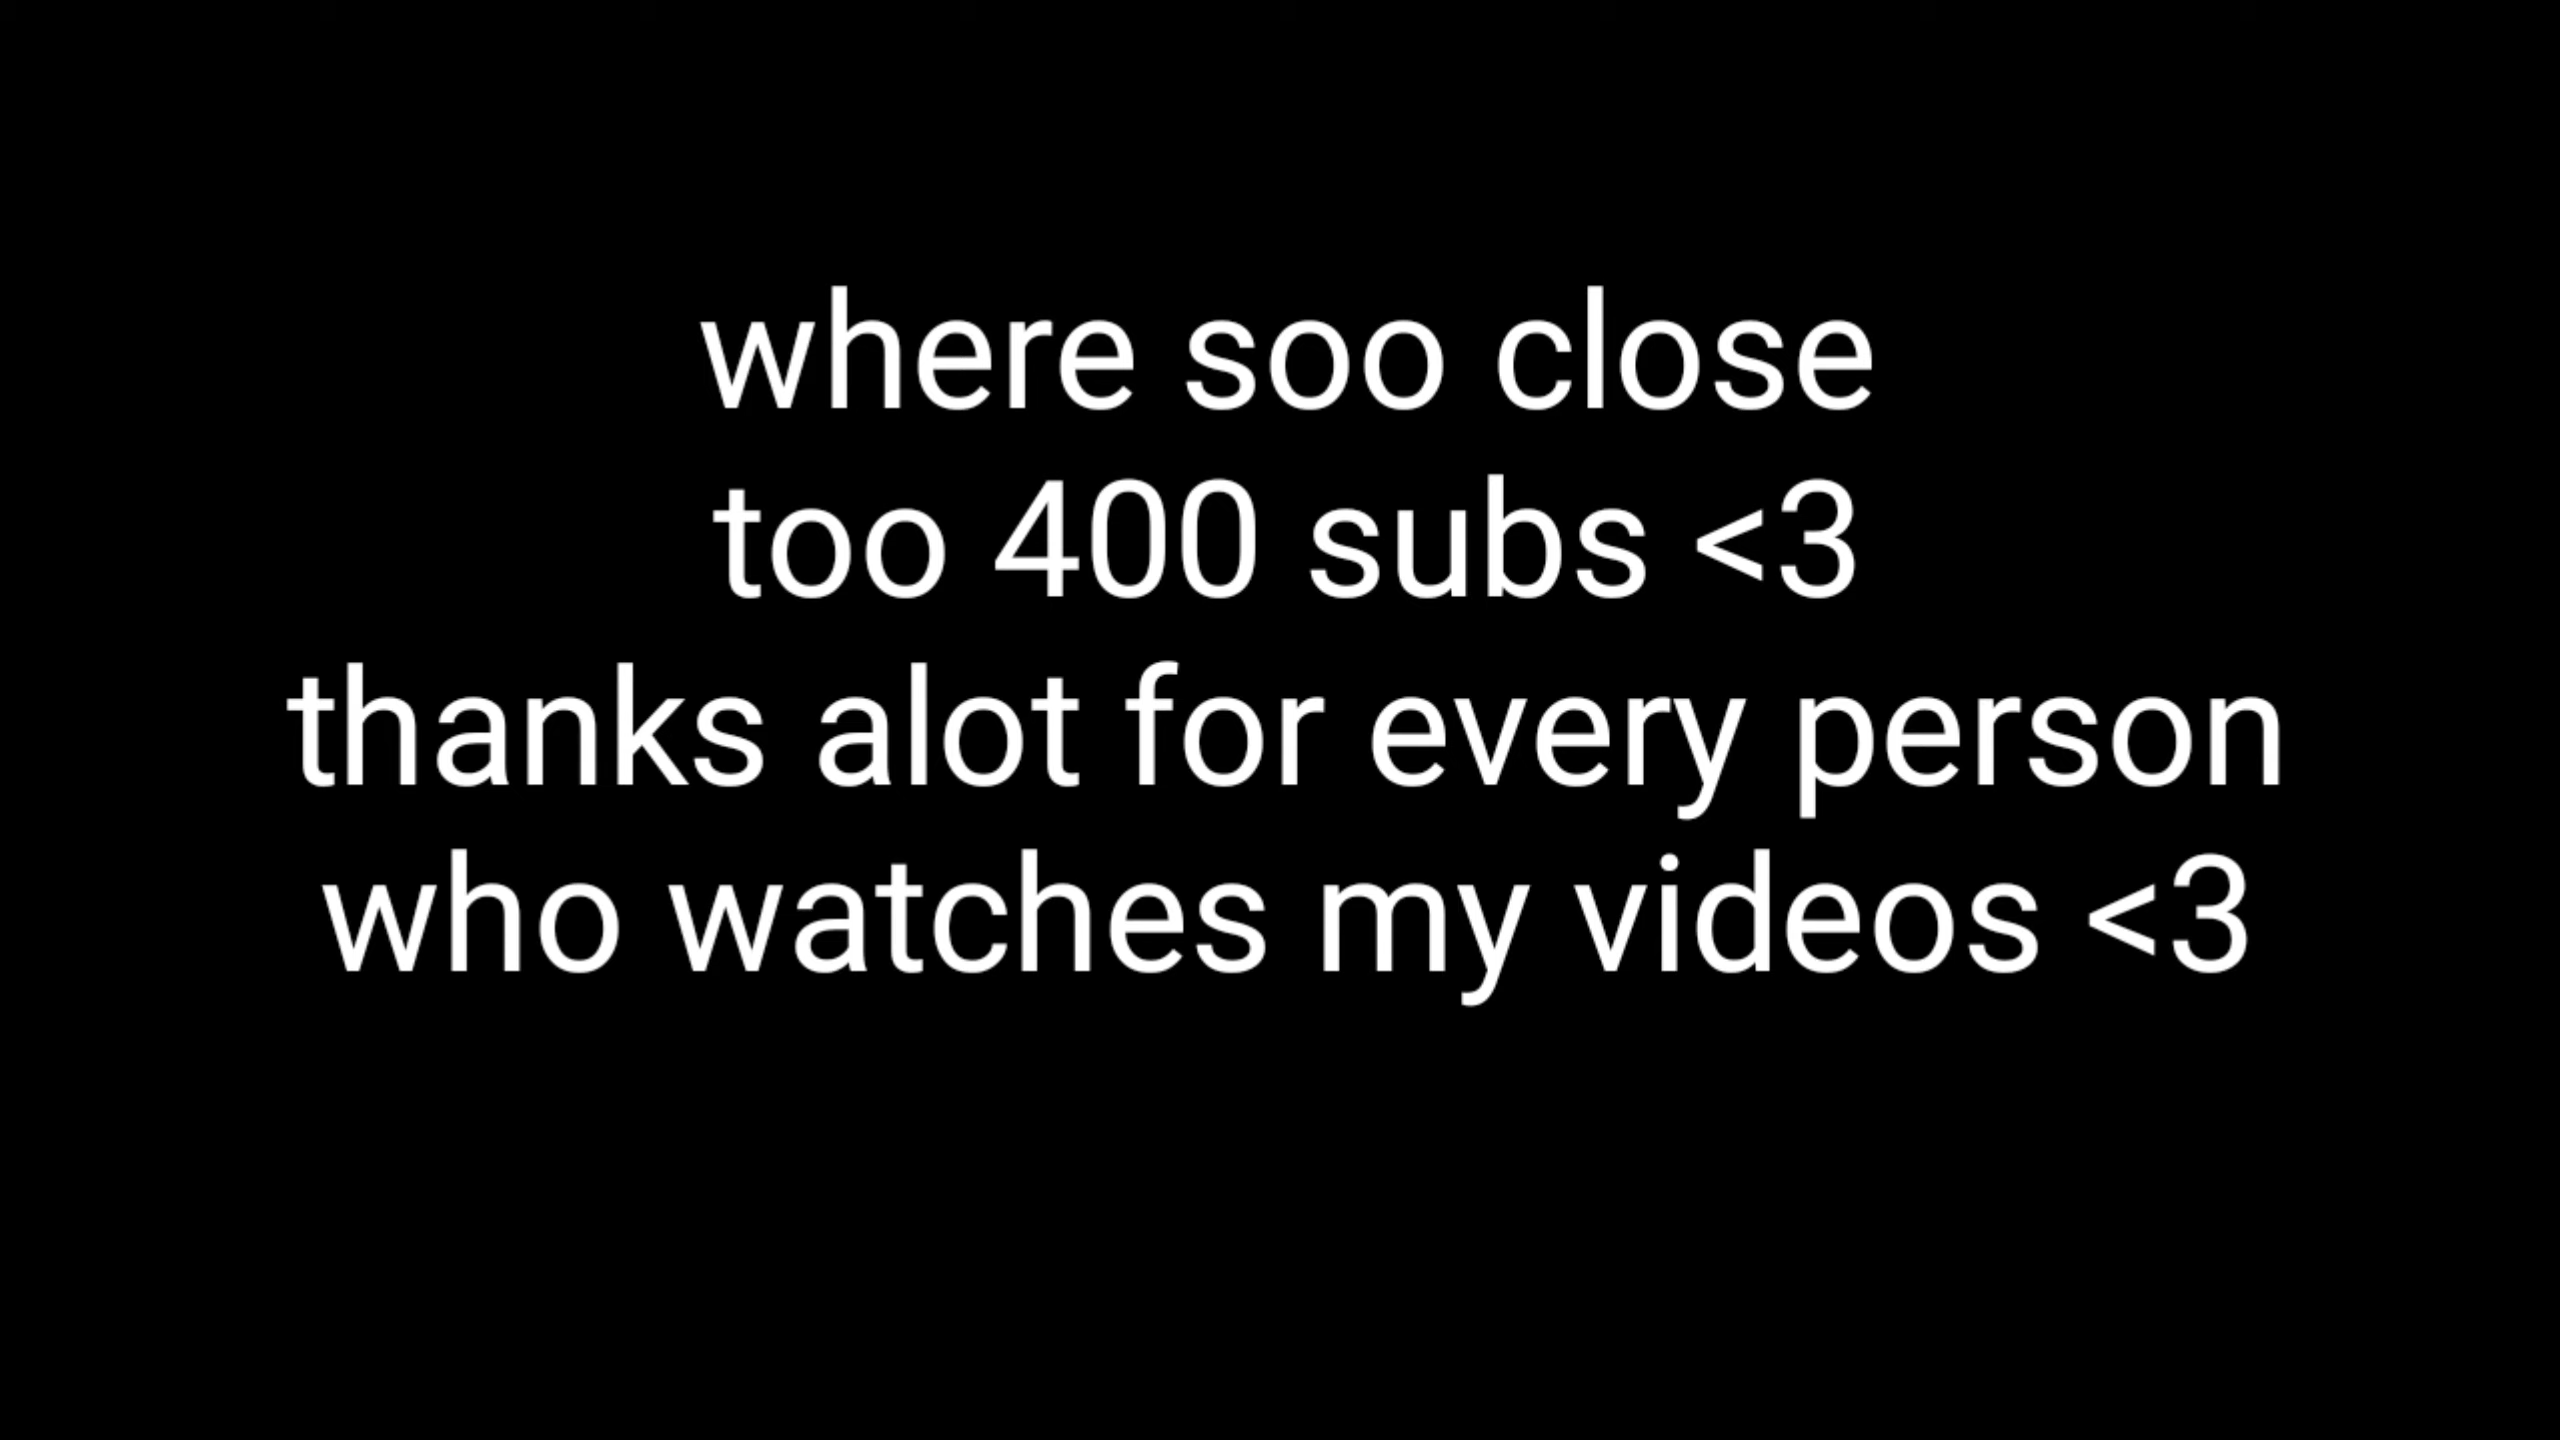 where soo close
too 400 subs <3
thanks alot for every person
who watches my videos <3